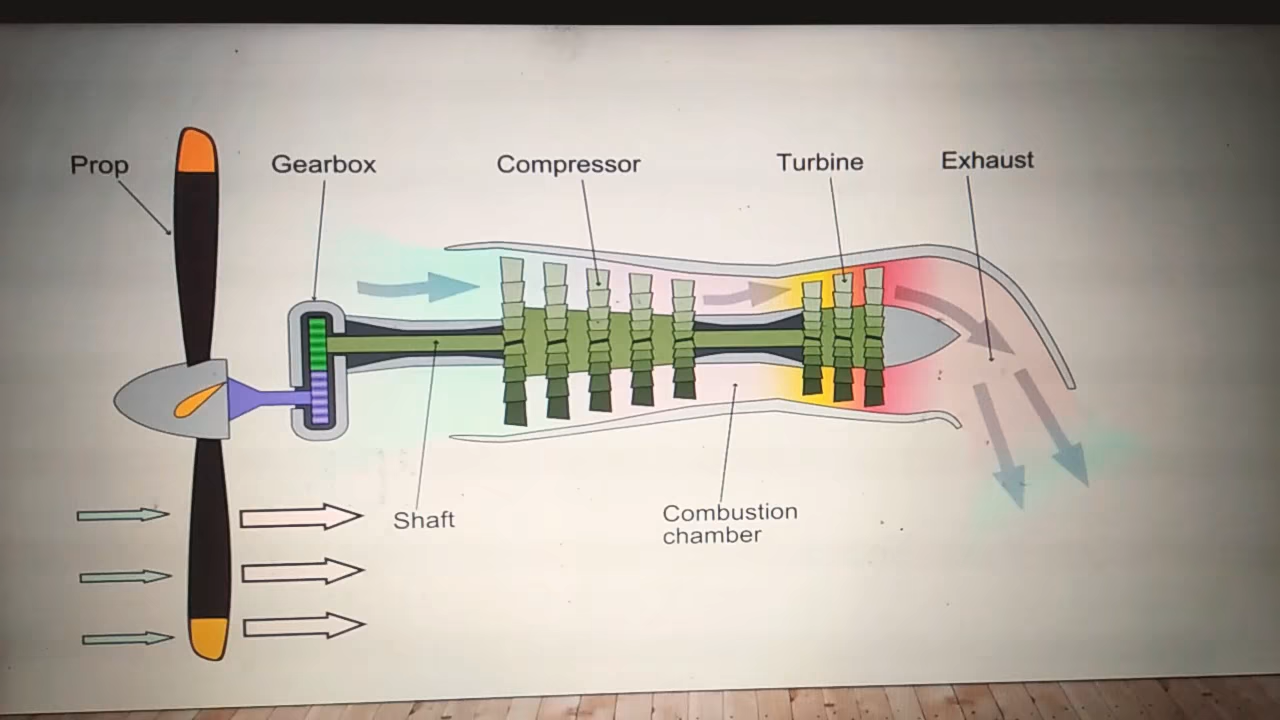 Prop
Gearbox
Compressor
Turbine
Exhaust
Shaft
Combustion
chamber